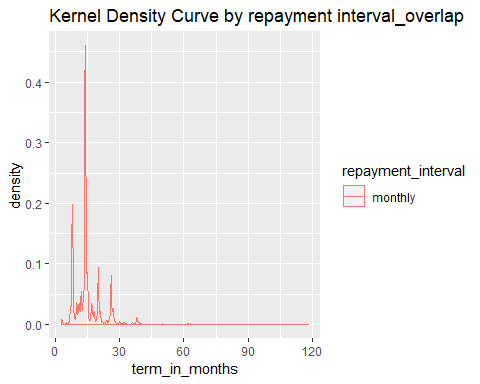 Kernel Density Curve by repayment interval_overlap
0.4
0.3
0.2
0.1
0.0
density
0
30
60
90
120
term_in_months
repayment_interval
monthly